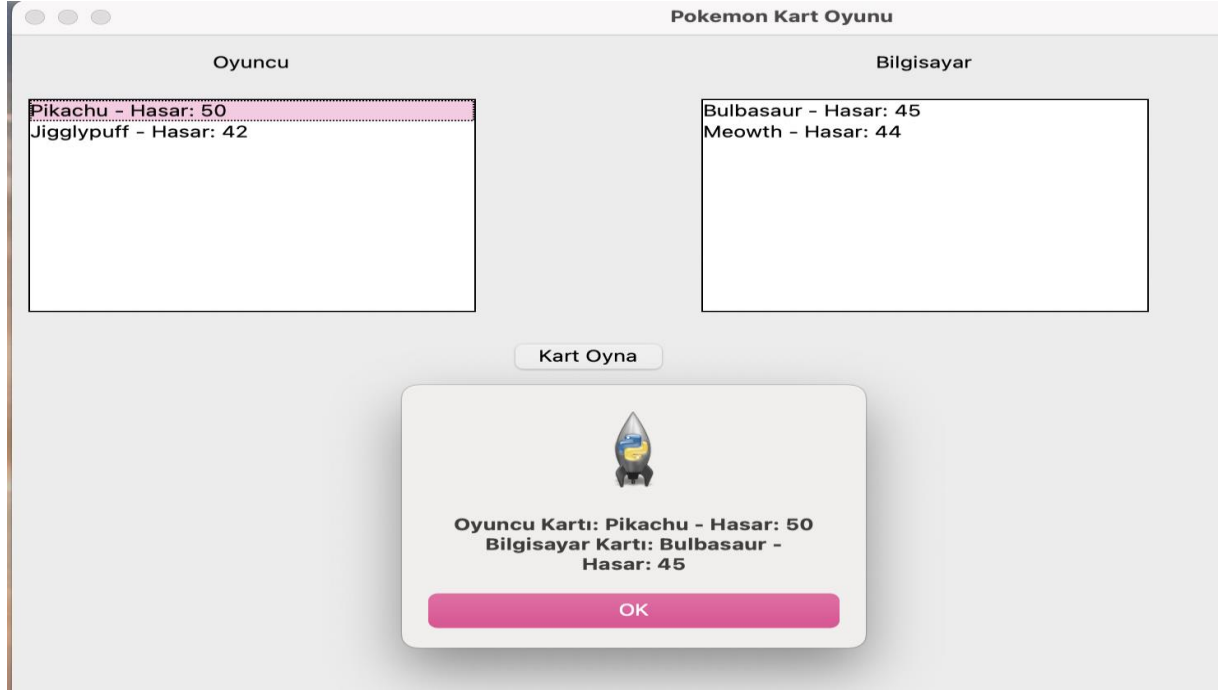 Pokemon Kart Oyunu
Oyuncu
Bilgisayar
Pikachu - Hasar: 50
Jigglypuff - Hasar: 42
Bulbasaur - Hasar: 45
Meowth - Hasar: 44
Kart Oyna
Oyuncu Kartı: Pikachu - Hasar: 50
Bilgisayar Kartı: Bulbasaur -
Hasar: 45
OK